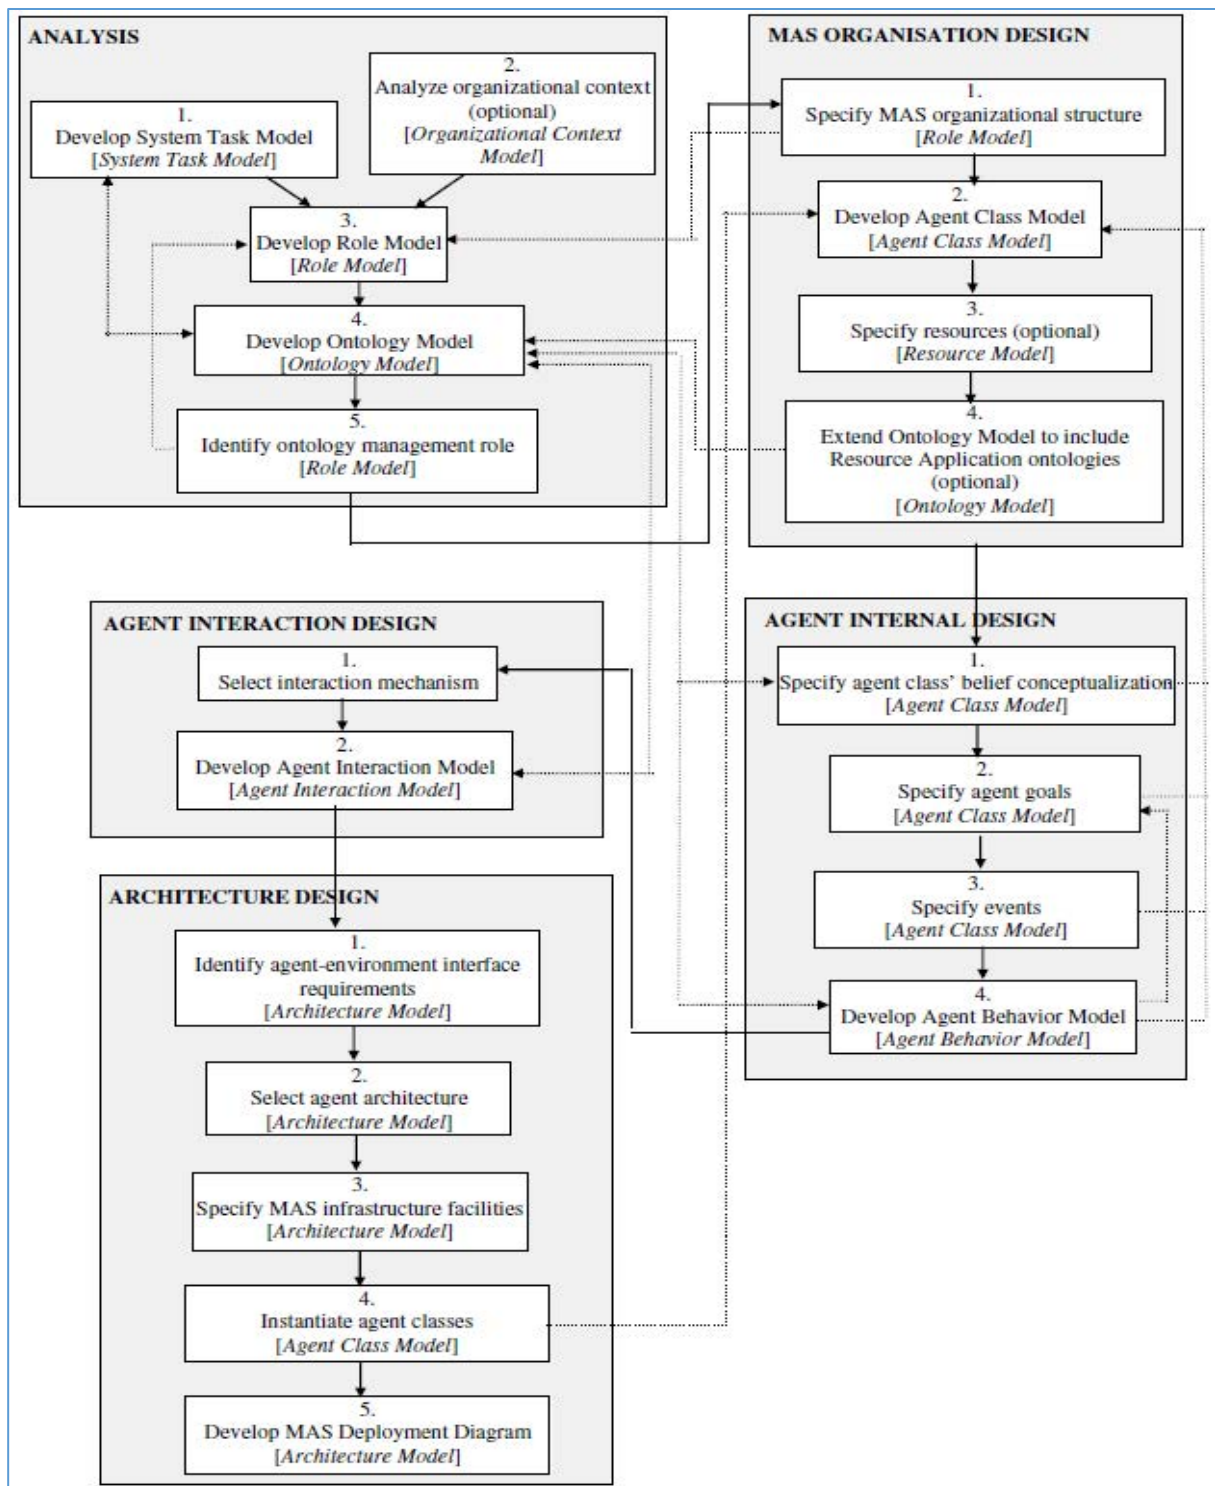 ANALYSIS
1.
Develop System Task Model
[System Task Model]
2.
Analyze organizational context
(optional)
[Organizational Context
Model]
3.
Develop Role Model
[Role Model]
4.
Develop Ontology Model
[Ontology Model]
5.
Identify ontology management role
[Role Model]
MAS ORGANISATION DESIGN
1.
Specify MAS organizational structure
[Role Model]
2.
Develop Agent Class Model
[Agent Class Model]
3.
Specify resources (optional)
[Resource Model]
4.
Extend Ontology Model to include
Resource Application ontologies
(optional)
[Ontology Model]
AGENT INTERNAL DESIGN
1.
Specify agent class’ belief conceptualization
[Agent Class Model]
2.
Specify agent goals
[Agent Class Model]
3.
Specify events
[Agent Class Model]
4.
Develop Agent Behavior Model
[Agent Behavior Model]
AGENT INTERACTION DESIGN
1.
Select interaction mechanism
2.
Develop Agent Interaction Model
[Agent Interaction Model]
ARCHITECTURE DESIGN
1.
Identify agent-environment interface
requirements
[Architecture Model]
2.
Select agent architecture
[Architecture Model]
3.
Specify MAS infrastructure facilities
[Architecture Model]
4.
Instantiate agent classes
[Agent Class Model]
5.
Develop MAS Deployment Diagram
[Architecture Model]